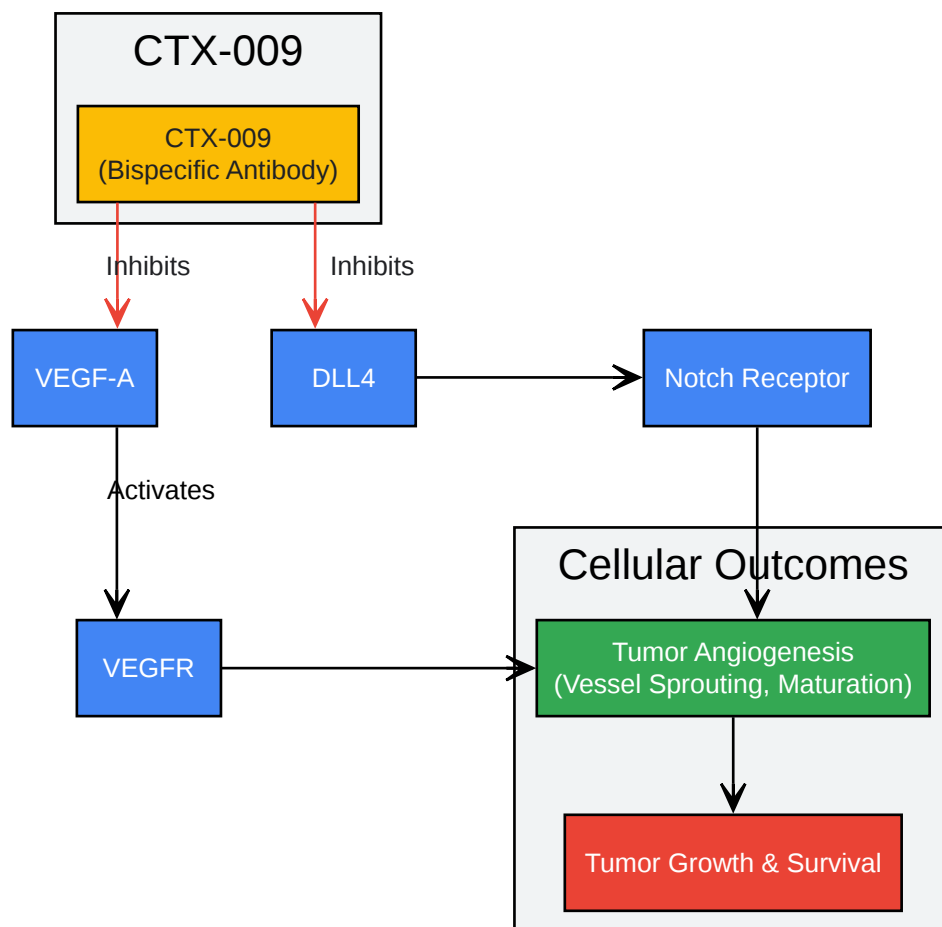 CTX-009
CTX-009
(Bispecific Antibody)
Inhibits
Inhibits
VEGF-A
DLL4
Notch Receptor
Activates
Cellular Outcomes
VEGFR
Tumor Angiogenesis
(Vessel Sprouting, Maturation)
Tumor Growth & Survival